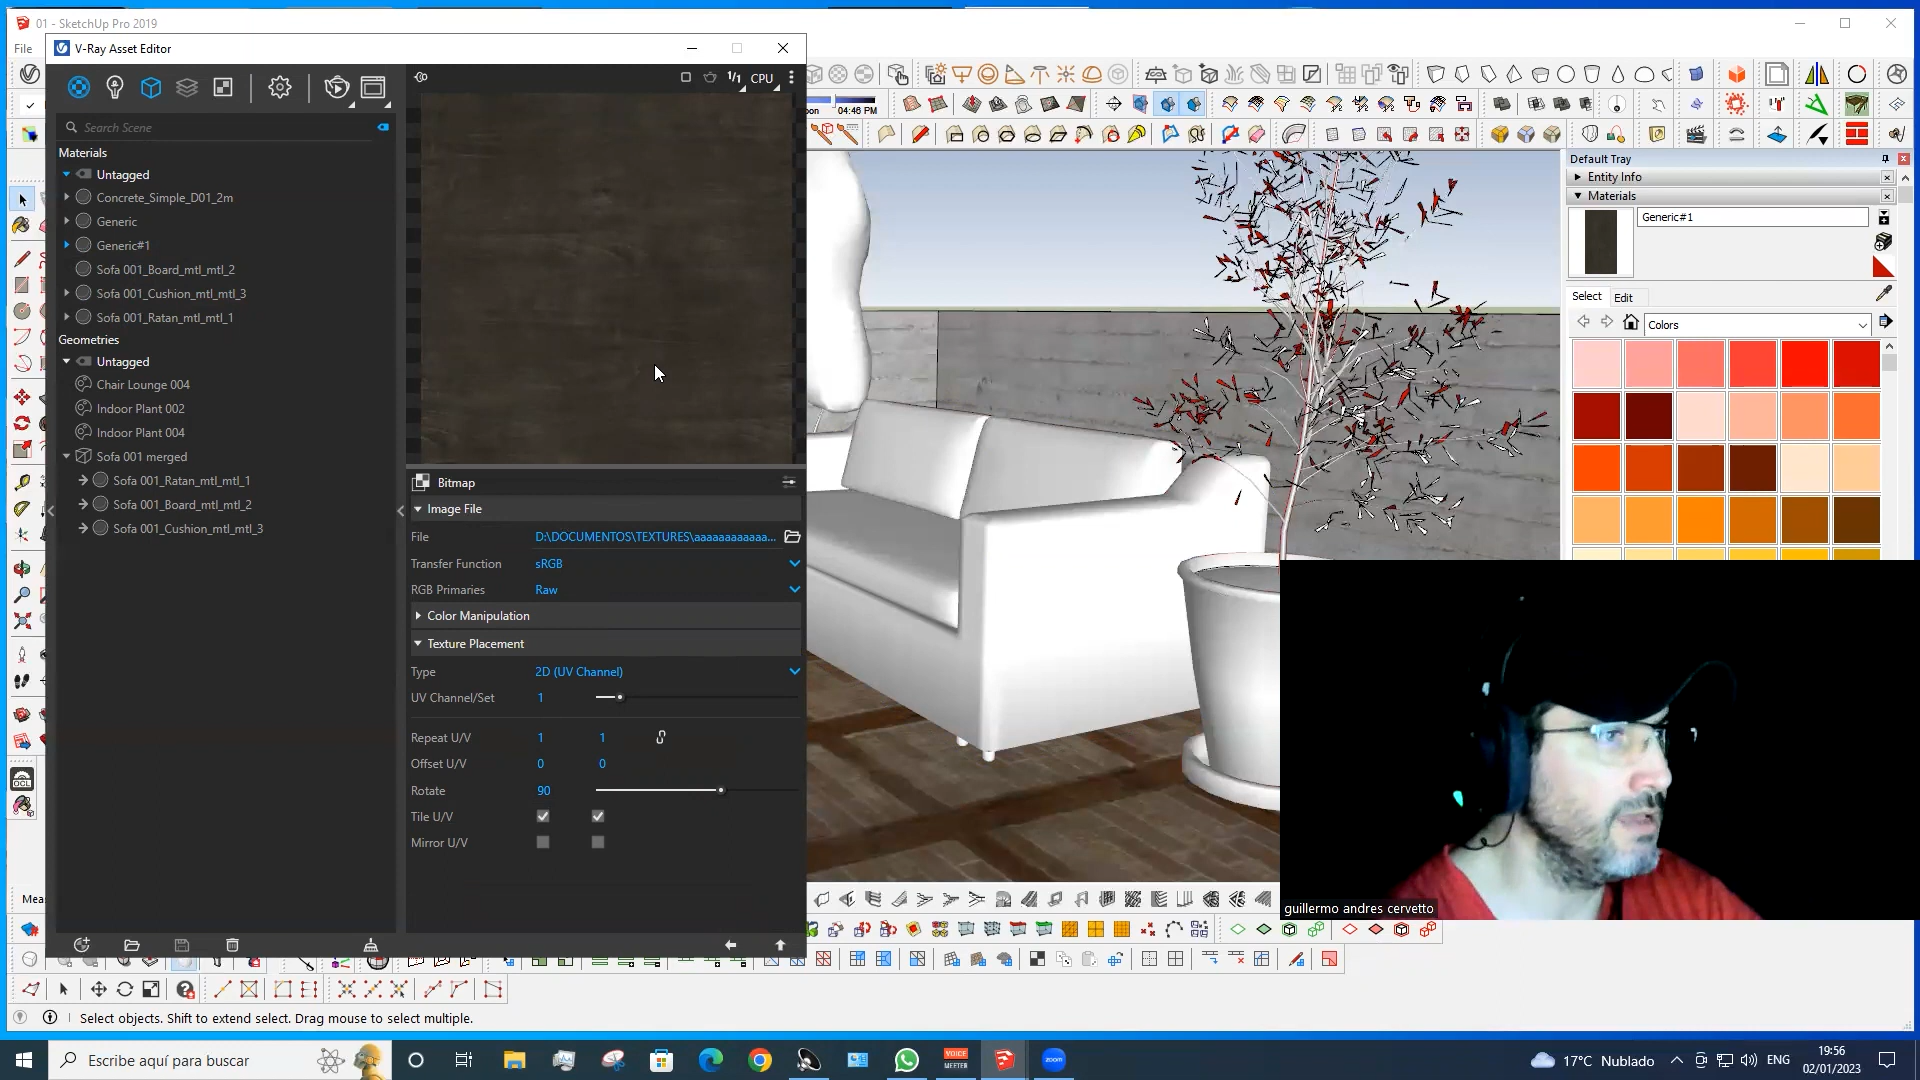 01 - SketchUp Pro 2019
File
V-Ray Asset Editor
Search Scene
Materials
Untagged
Concrete_Simple_D01_2m
Generic
Generic#1
Sofa 001_Board_mtl_mtl_2
Sofa 001_Cushion_mtl_mtl_3
Sofa 001_Ratan_mtl_mtl_1
Geometries
Untagged
Chair Lounge 004
Indoor Plant 002
Indoor Plant 004
Sofa 001 merged
Sofa 001_Ratan_mtl_mtl_1
Sofa 001_Board_mtl_mtl_2
Sofa 001_Cushion_mtl_mtl_3
1/1 CPU
Bitmap
Image File
File D:\DOCUMENTOS\TEXTURES\aaaaaaaaaaaa...
Transfer Function sRGB
RGB Primaries Raw
Color Manipulation
Texture Placement
Type 2D (UV Channel)
UV Channel/Set 1
Repeat U/V 1 1
Offset U/V 0 0
Rotate 90
Tile U/V
Mirror U/V
04:46 PM
Default Tray
Entity Info
Materials
Generic#1
Select Edit
Colors
guillermo andres cervetto
Mea
Select objects. Shift to extend select. Drag mouse to select multiple.
Escribe aquí para buscar
VOICE
MEETER
zoom
17°C Nublado
ENG
19:56
02/01/2023